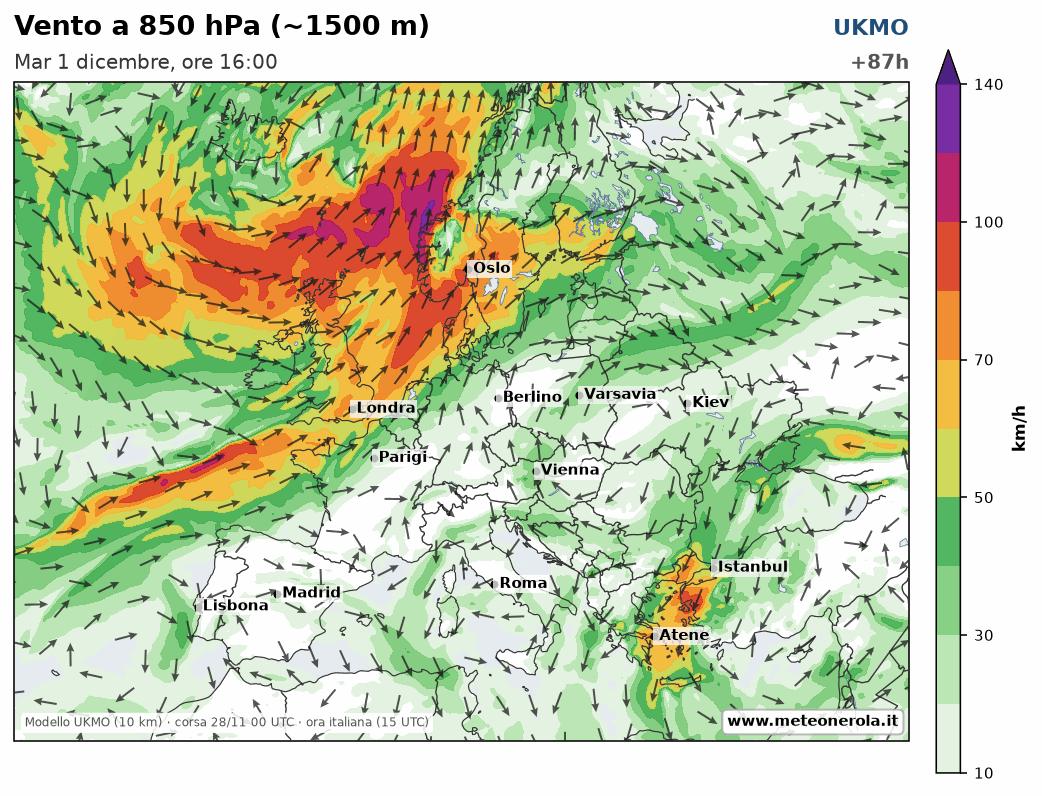 Vento a 850 hPa (~1500 m)
UKMO
Mar 1 dicembre, ore 16:00
+87h
140
100
70
50
30
10
km/h
Oslo
Berlino
Varsavia
Kiev
Londra
Parigi
Vienna
Istanbul
Roma
Madrid
Lisbona
Atene
Modello UKMO (10 km) · corsa 28/11 00 UTC · ora italiana (15 UTC)
www.meteonerola.it